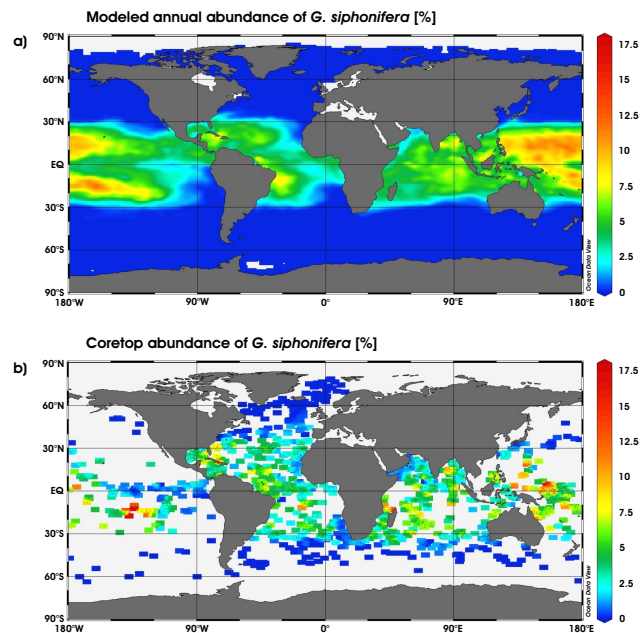 Modeled annual abundance of G. siphonifera [%]
a)
90°N
60°N
30°N
EQ
30°S
60°S
90°S
180°W
90°W
0°
90°E
180°E
Ocean Data View
17.5
15
12.5
10
7.5
5
2.5
0
Coretop abundance of G. siphonifera [%]
b)
90°N
60°N
30°N
EQ
30°S
60°S
90°S
180°W
90°W
0°
90°E
180°E
Ocean Data View
17.5
15
12.5
10
7.5
5
2.5
0